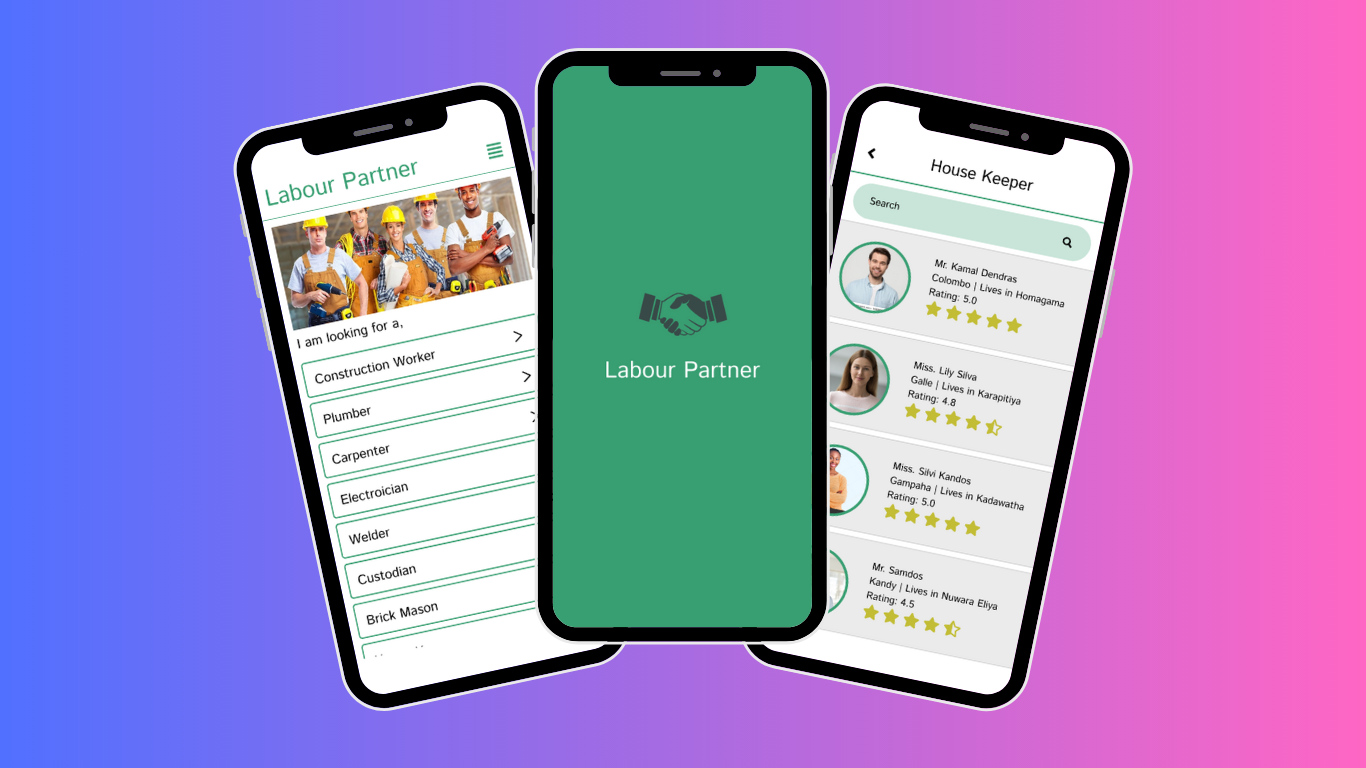 Labour Partner
I am looking for a,
Construction Worker
Plumber
Carpenter
Electroician
Welder
Custodian
Brick Mason
Labour Partner
House Keeper
Search
Mr. Kamal Dendras
Colombo | Lives in Homagama
Rating: 5.0
Miss. Lily Silva
Galle | Lives in Karapitiya
Rating: 4.8
Miss. Silvi Kandos
Gampaha | Lives in Kadawatha
Rating: 5.0
Mr. Samdos
Kandy | Lives in Nuwara Eliya
Rating: 4.5